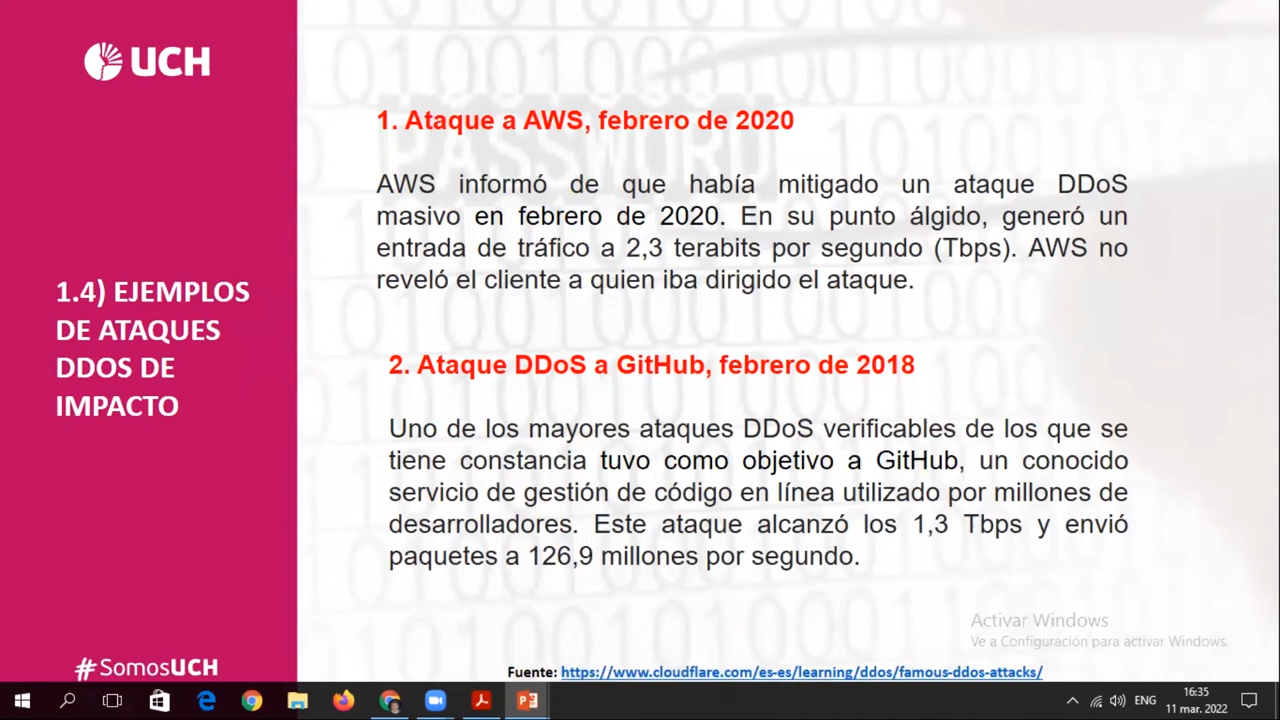 UCH
1. Ataque a AWS, febrero de 2020
PASSWORD
AWS informó de que había mitigado un ataque DDoS
masivo en febrero de 2020. En su punto álgido, generó un
entrada de tráfico a 2,3 terabits por segundo (Tbps). AWS no
reveló el cliente a quien iba dirigido el ataque.
1.4) EJEMPLOS
DE ATAQUES
DDOS DE
IMPACTO
2. Ataque DDoS a GitHub, febrero de 2018
Uno de los mayores ataques DDoS verificables de los que se
tiene constancia tuvo como objetivo a GitHub, un conocido
servicio de gestión de código en línea utilizado por millones de
desarrolladores. Este ataque alcanzó los 1,3 Tbps y envió
paquetes a 126,9 millones por segundo.
Activar Windows
Ve a Configuración para activar Windows.
#SomosUCH
Fuente: https://www.cloudflare.com/es-es/learning/ddos/famous-ddos-attacks/
ENG
16:35
11 mar. 2022